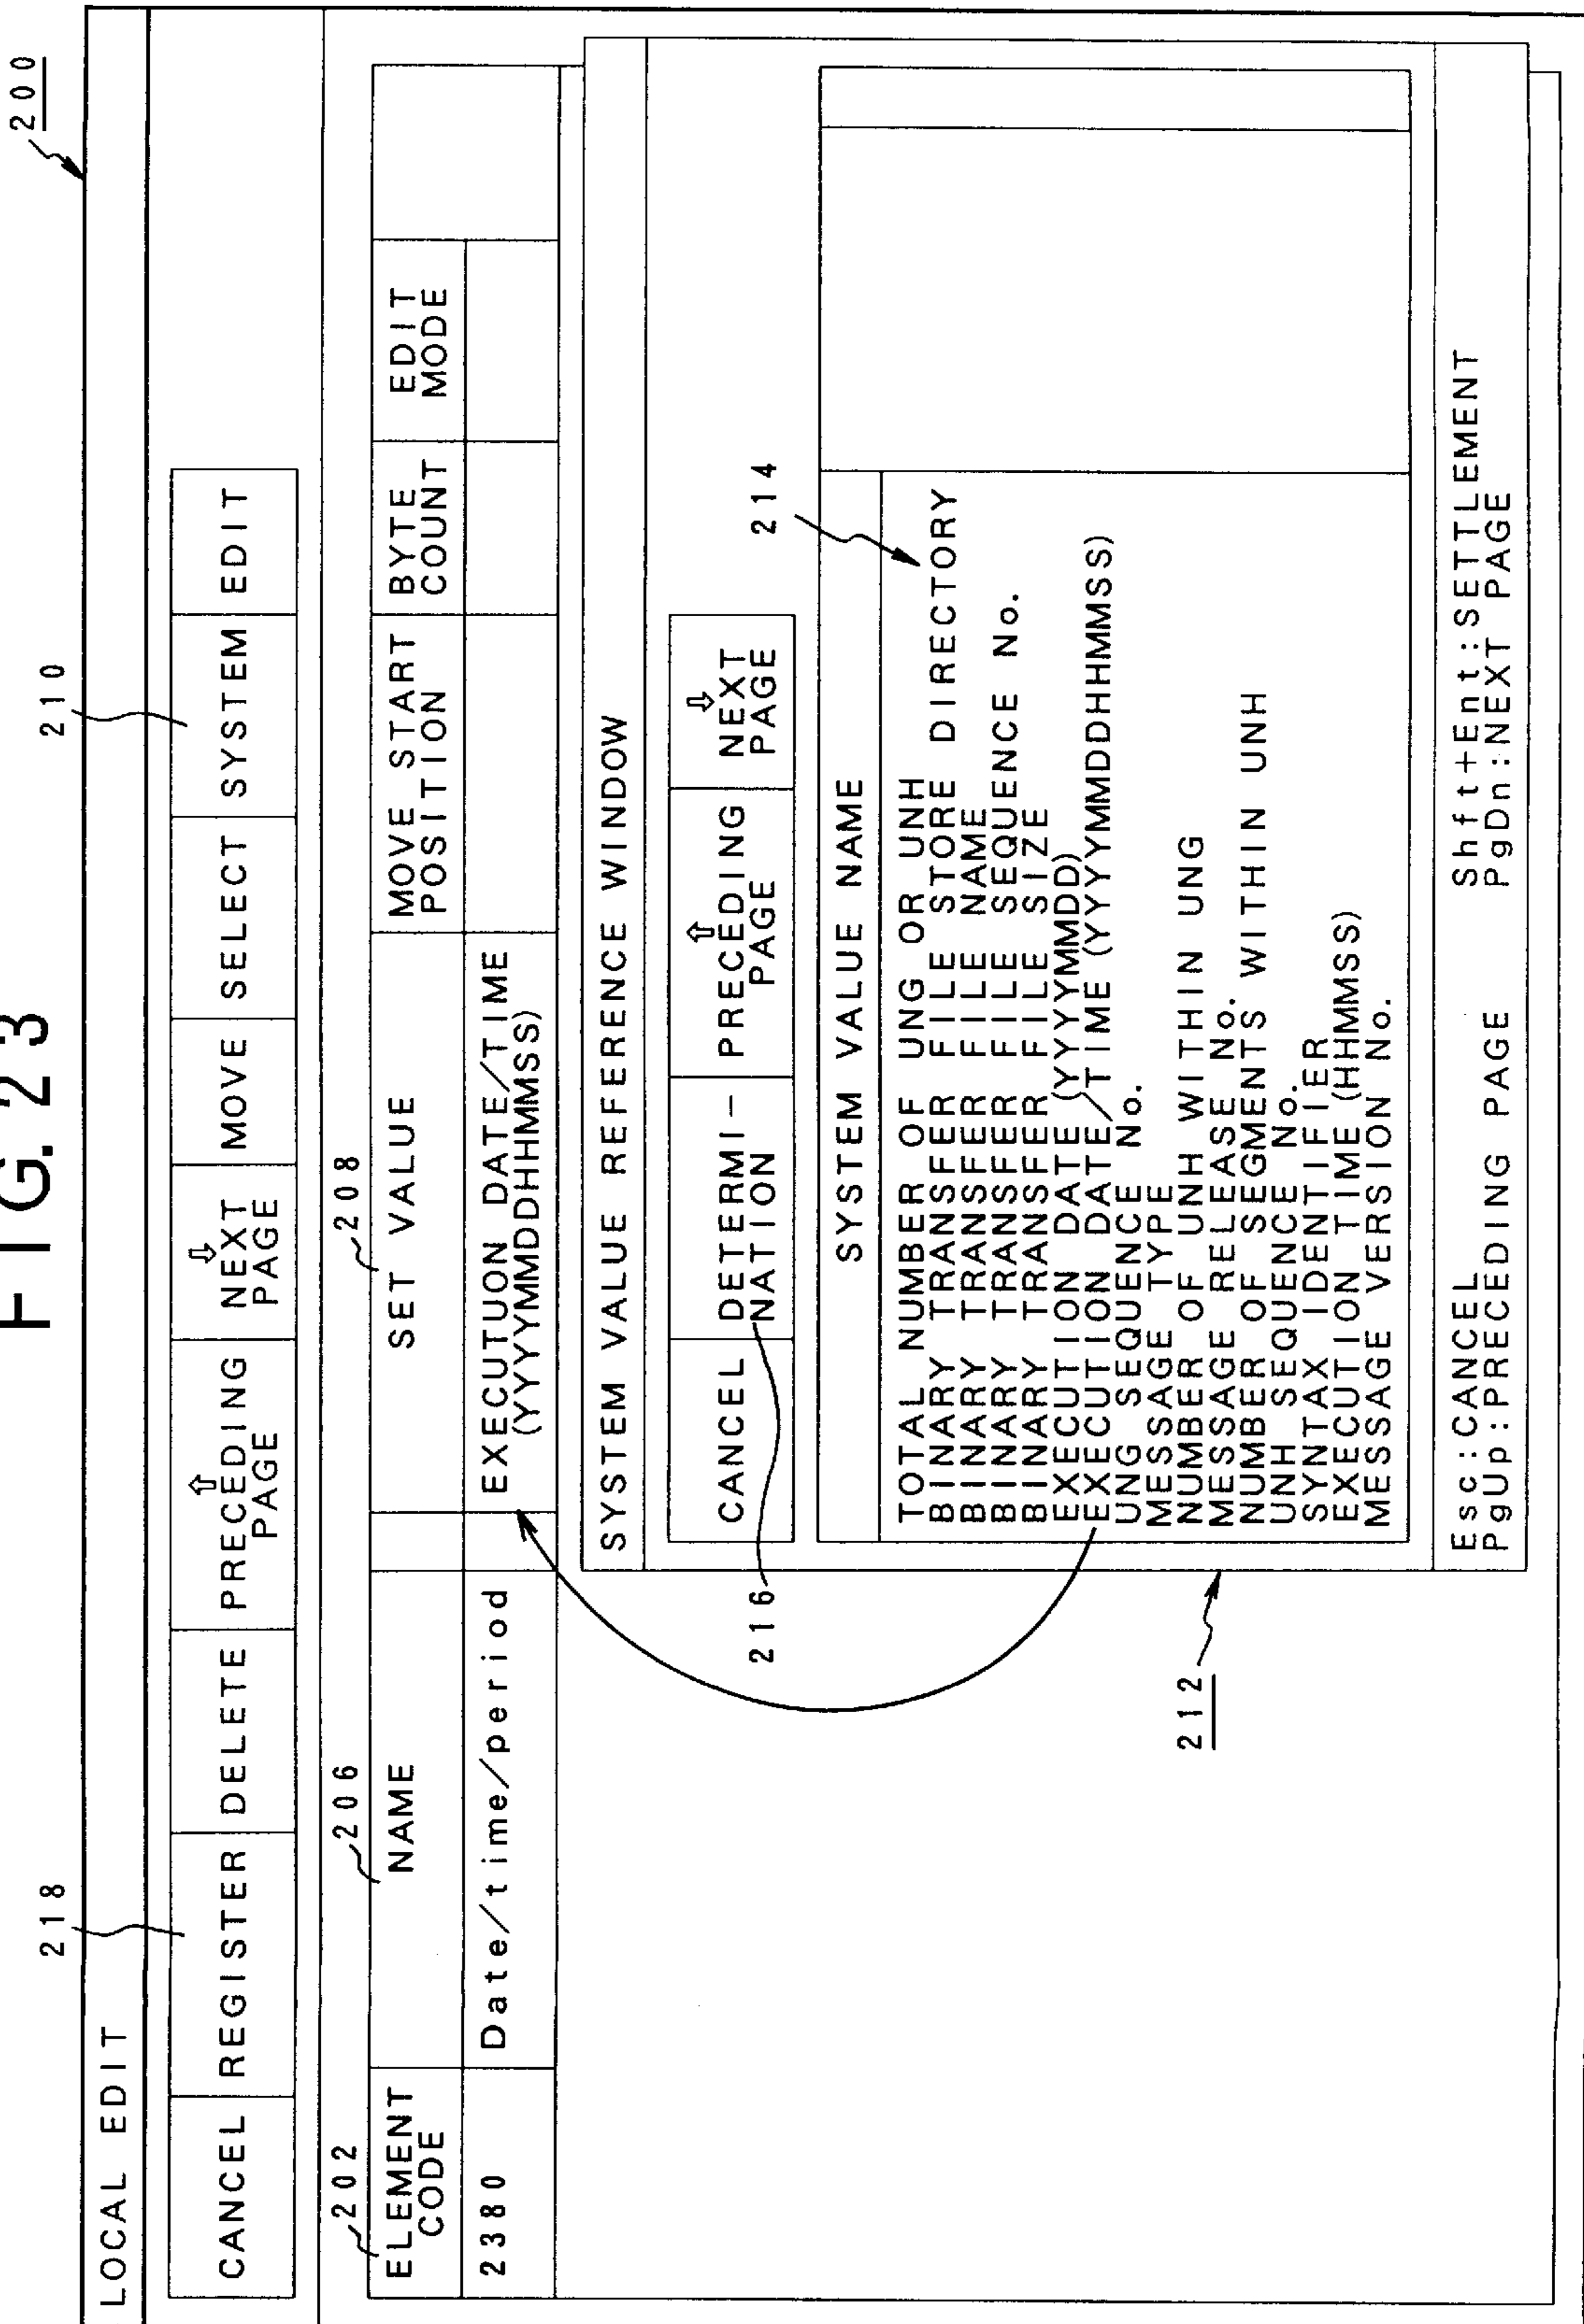 FIG. 23
200
LOCAL EDIT
218
210
CANCEL
REGISTER
DELETE
⇧
PRECEDING
PAGE
⇩
NEXT
PAGE
MOVE
SELECT
SYSTEM
EDIT
202
206
208
ELEMENT
CODE
NAME
SET VALUE
MOVE START
POSITION
BYTE
COUNT
EDIT
MODE
2380
Date/time/period
EXECUTUON DATE/TIME
(YYYYMMDDHHMMSS)
SYSTEM VALUE REFERENCE WINDOW
CANCEL
DETERMI-
NATION
⇧
PRECEDING
PAGE
⇩
NEXT
PAGE
216
214
SYSTEM VALUE NAME
TOTAL NUMBER OF UNG OR UNH
BINARY TRANSFER FILE STORE DIRECTORY
BINARY TRANSFER FILE NAME
BINARY TRANSFER FILE SEQUENCE No.
BINARY TRANSFER FILE SIZE
EXECUTION DATE (YYYYMMDD)
EXECUTION DATE/TIME (YYYYMMDDHHMMSS)
UNG SEQUENCE No.
MESSAGE TYPE
NUMBER OF UNH WITHIN UNG
MESSAGE RELEASE No.
NUMBER OF SEGMENTS WITHIN UNH
UNH SEQUENCE No.
SYNTAX IDENTIFIER
EXECUTION TIME (HHMMSS)
MESSAGE VERSION No.
212
Esc:CANCEL Shft+Ent:SETTLEMENT
PgUp:PRECEDING PAGE PgDn:NEXT PAGE